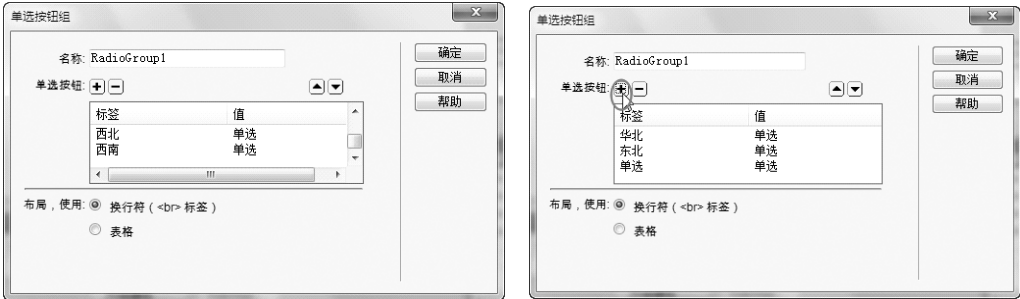 单选按钮组
名称: RadioGroup1
单选按钮:
标签 值
西北 单选
西南 单选
布局，使用: 换行符（<br> 标签）
表格
确定
取消
帮助
单选按钮组
名称: RadioGroup1
单选按钮:
标签 值
华北 单选
东北 单选
单选 单选
布局，使用: 换行符（<br> 标签）
表格
确定
取消
帮助